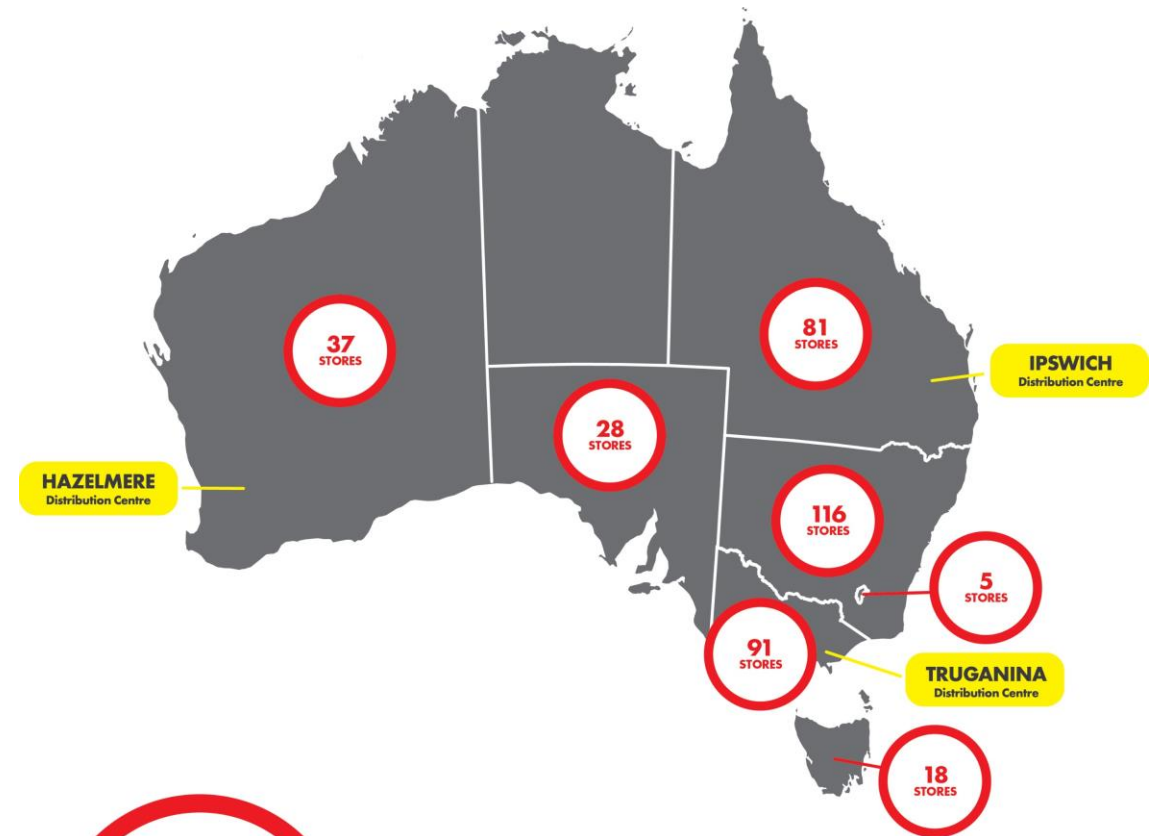 81
STORES
37
STORES
IPSWICH
Distribution Centre
28
STORES
HAZELMERE
Distribution Centre
116
STORES
5
STORES
91
STORES
TRUGANINA
Distribution Centre
18
STORES